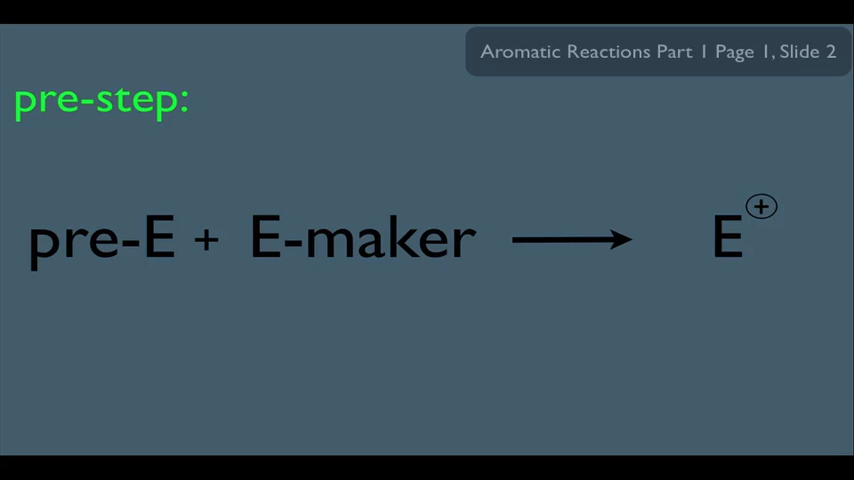 Aromatic Reactions Part 1 Page 1, Slide 2
pre-step:
pre-E + E-maker ⟶ E⊕